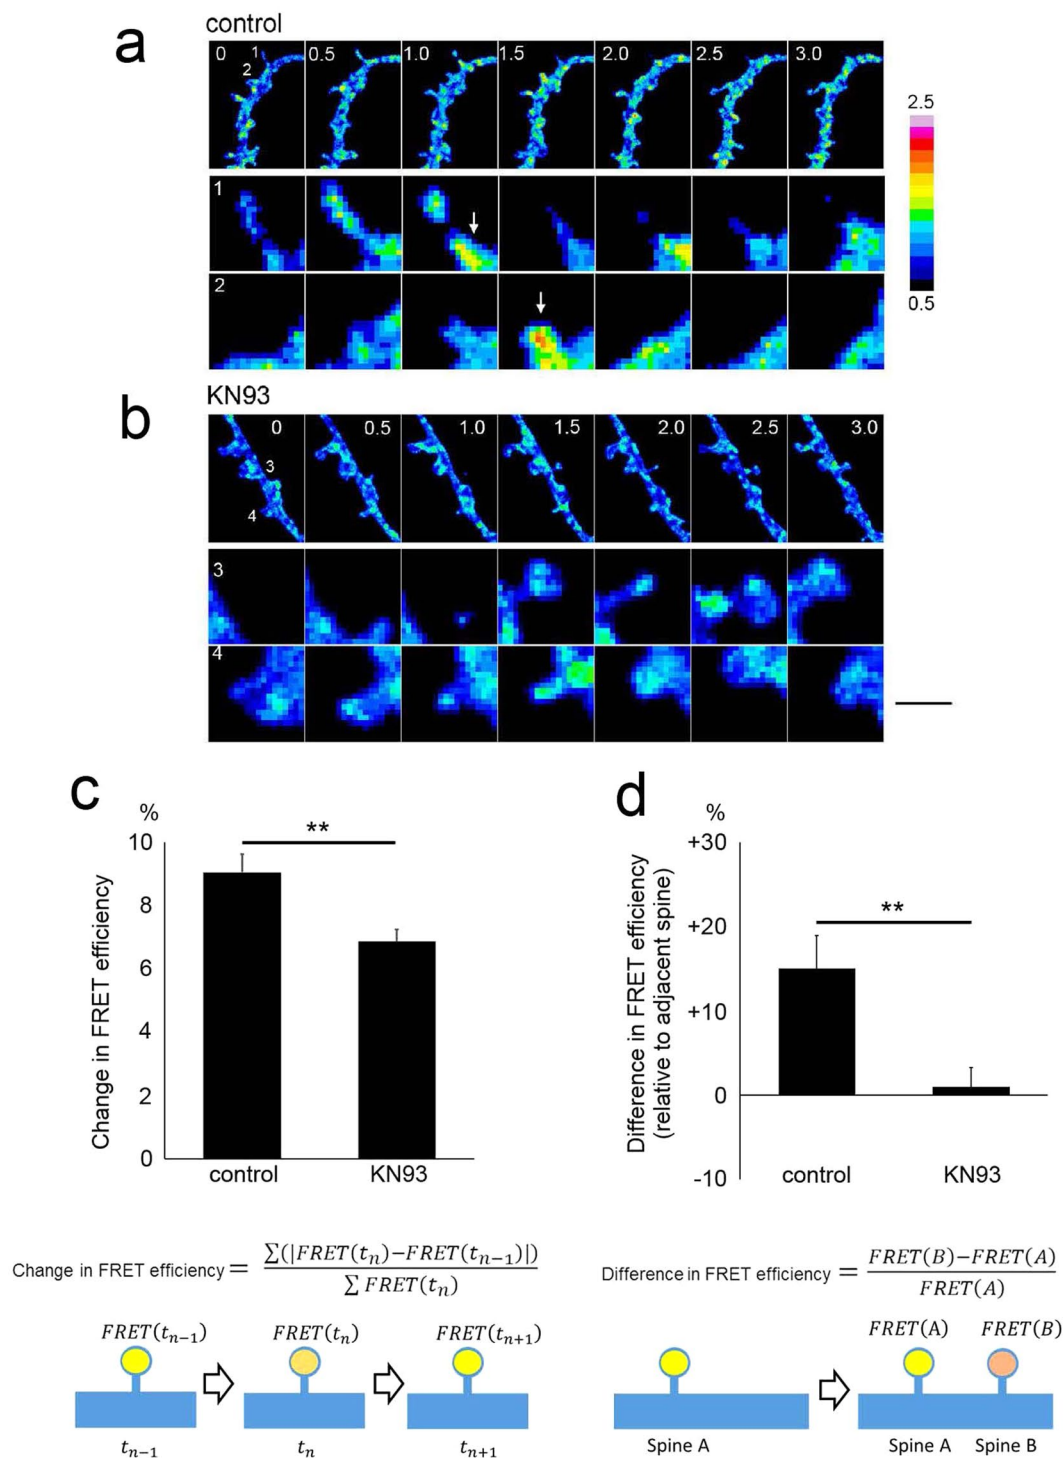 a
control
0 1 2 0.5 1.0 1.5 2.0 2.5 3.0
2.5
1
2
0.5
b
KN93
0 0.5 1.0 1.5 2.0 2.5 3.0
3
4
3
4
c
%
10
8
6
4
2
0
Change in FRET efficiency
**
control KN93
d
%
+30
+20
+10
0
-10
Difference in FRET efficiency
(relative to adjacent spine)
**
control KN93
Change in FRET efficiency = ∑(|FRET(tₙ)−FRET(tₙ₋₁)|) / ∑ FRET(tₙ)
FRET(tₙ₋₁) FRET(tₙ) FRET(tₙ₊₁)
tₙ₋₁ tₙ tₙ₊₁
Difference in FRET efficiency = FRET(B)−FRET(A) / FRET(A)
FRET(A) FRET(B)
Spine A Spine A Spine B